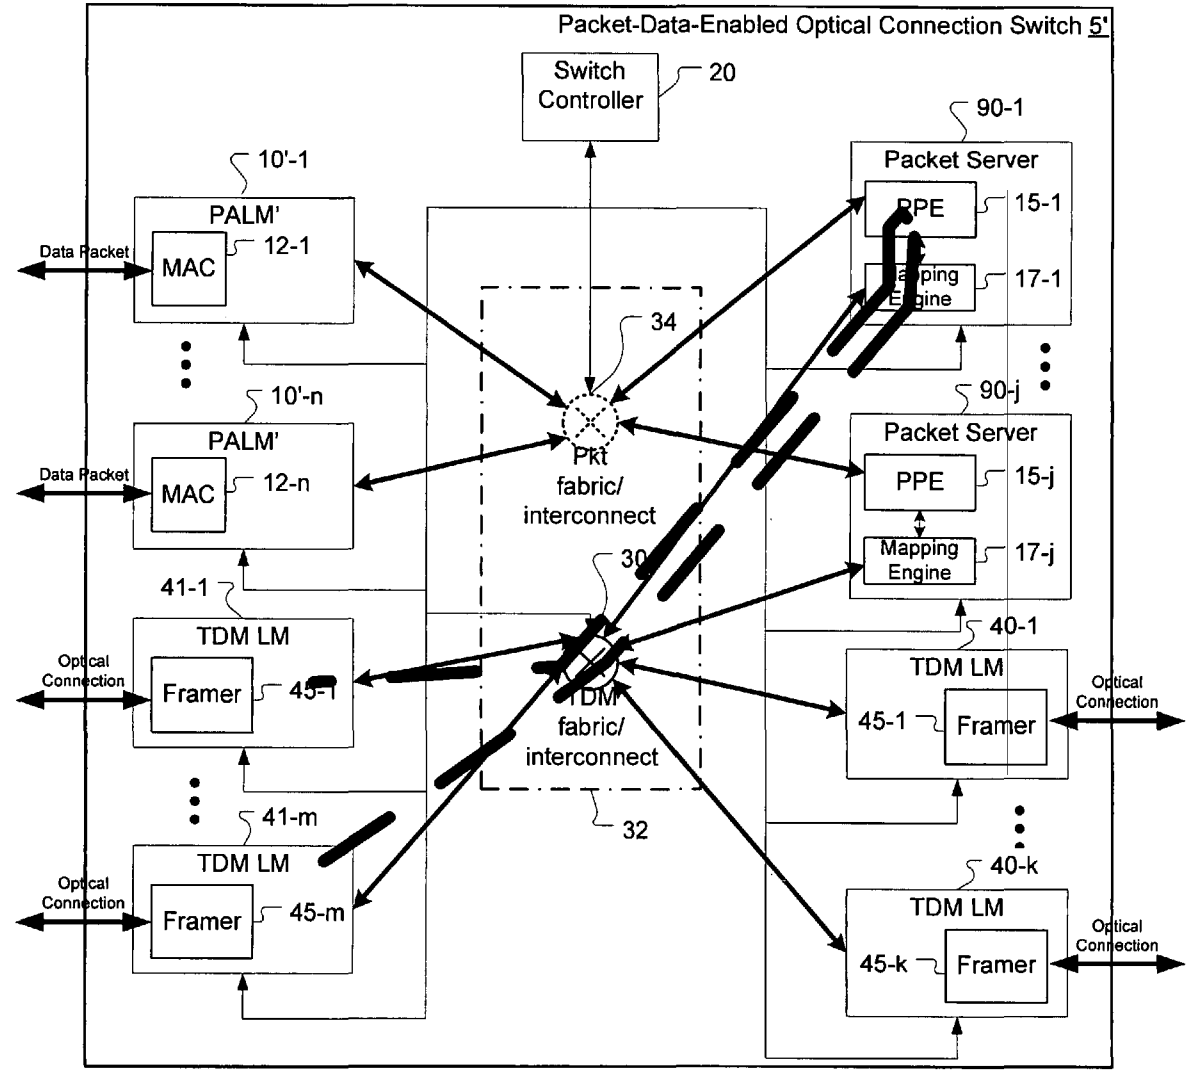 Packet-Data-Enabled Optical Connection Switch 5'
Switch
Controller
20
90-1
Packet Server
PPE
15-1
Mapping
Engine
17-1
10'-1
PALM'
MAC
12-1
Data Packet
34
Pkt
fabric/
interconnect
10'-n
PALM'
MAC
12-n
Data Packet
90-j
Packet Server
PPE
15-j
Mapping
Engine
17-j
30
TDM
fabric/
interconnect
32
41-1
TDM LM
Framer
45-1
Optical
Connection
40-1
TDM LM
45-1
Framer
Optical
Connection
41-m
TDM LM
Framer
45-m
Optical
Connection
40-k
TDM LM
45-k
Framer
Optical
Connection